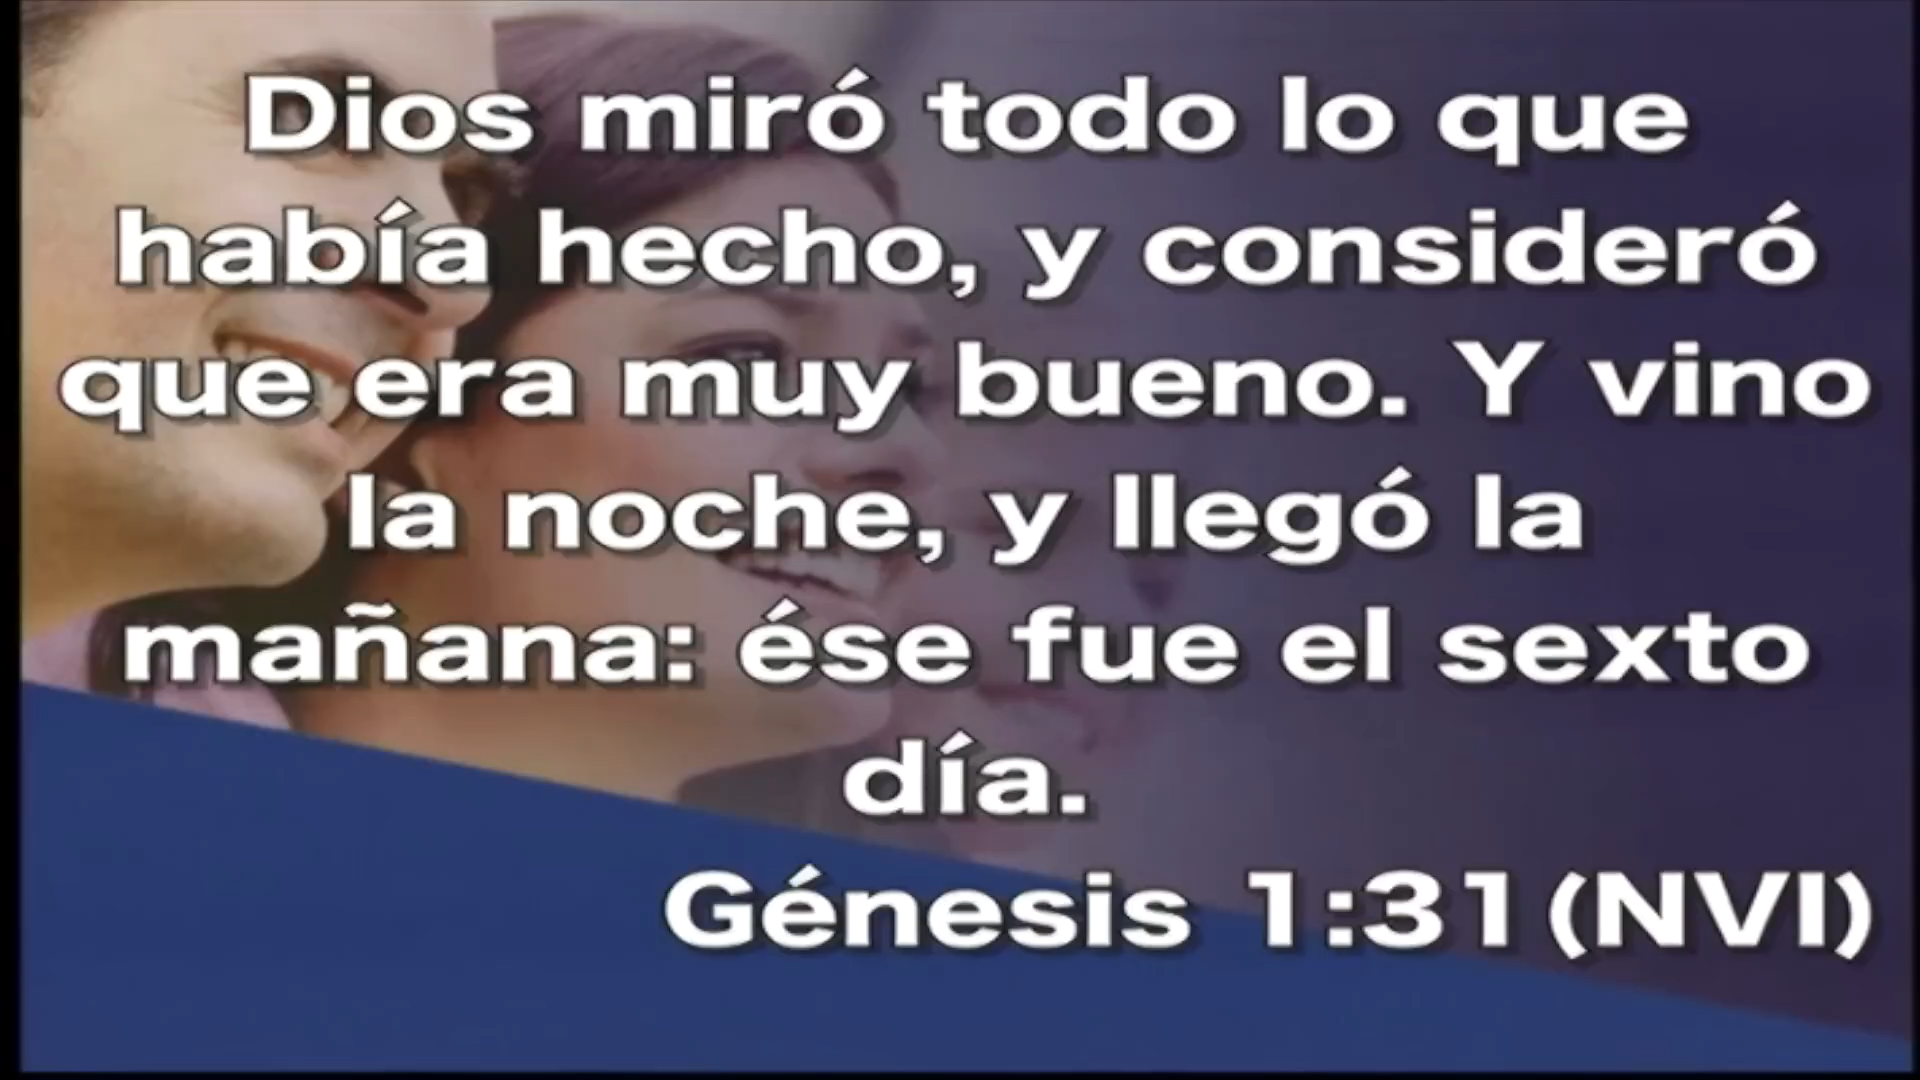 Dios miró todo lo que
había hecho, y consideró
que era muy bueno. Y vino
la noche, y llegó la
mañana: ése fue el sexto
día.
Génesis 1:31(NVI)